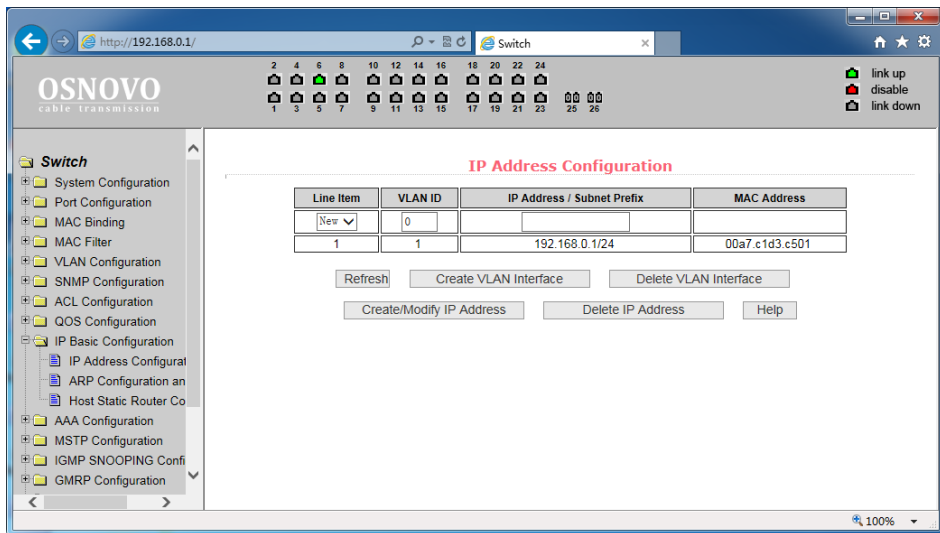 http://192.168.0.1/
Switch
OSNOVO
cable transmission
2 4 6 8 10 12 14 16 18 20 22 24
1 3 5 7 9 11 13 15 17 19 21 23 25 26
link up
disable
link down
Switch
System Configuration
Port Configuration
MAC Binding
MAC Filter
VLAN Configuration
SNMP Configuration
ACL Configuration
QOS Configuration
IP Basic Configuration
IP Address Configurat
ARP Configuration an
Host Static Router Co
AAA Configuration
MSTP Configuration
IGMP SNOOPING Confi
GMRP Configuration
IP Address Configuration
Line Item VLAN ID IP Address / Subnet Prefix MAC Address
New 0
1 1 192.168.0.1/24 00a7.c1d3.c501
Refresh Create VLAN Interface Delete VLAN Interface
Create/Modify IP Address Delete IP Address Help
100%